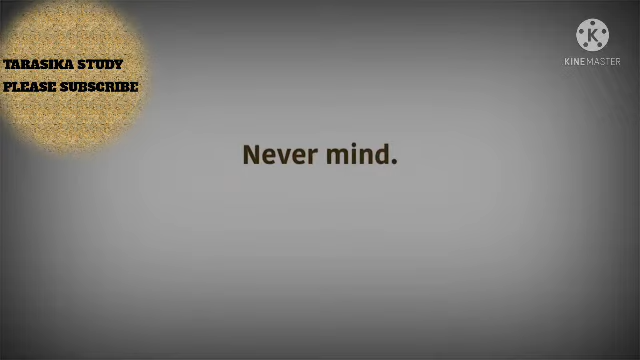 TARASIKA STUDY
PLEASE SUBSCRIBE
K
KINEMASTER
Never mind.